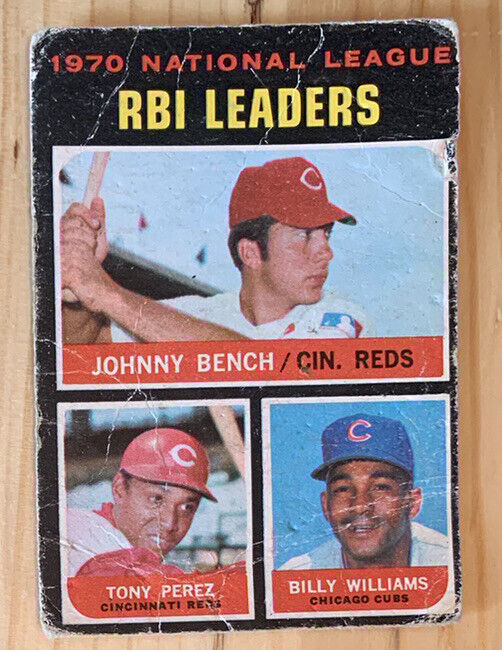 1970 NATIONAL LEAGUE
RBI LEADERS
C
JOHNNY BENCH / CIN. REDS
C
TONY PEREZ
CINCINNATI REDS
C
BILLY WILLIAMS
CHICAGO CUBS